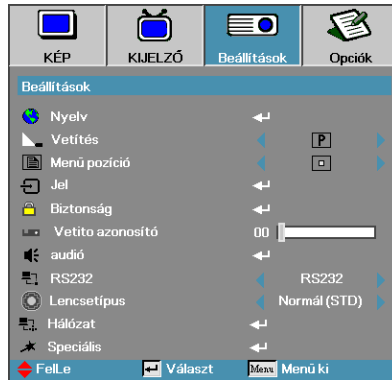 KÉP KIJELZŐ Beállítások Opciók
Beállítások
Nyelv
Vetítés P
Menü pozíció
Jel
Biztonság
Vetito azonosító 00
audió
RS232 RS232
Lencsetípus Normál (STD)
Hálózat
Speciális
FelLe Választ Menu Menü ki